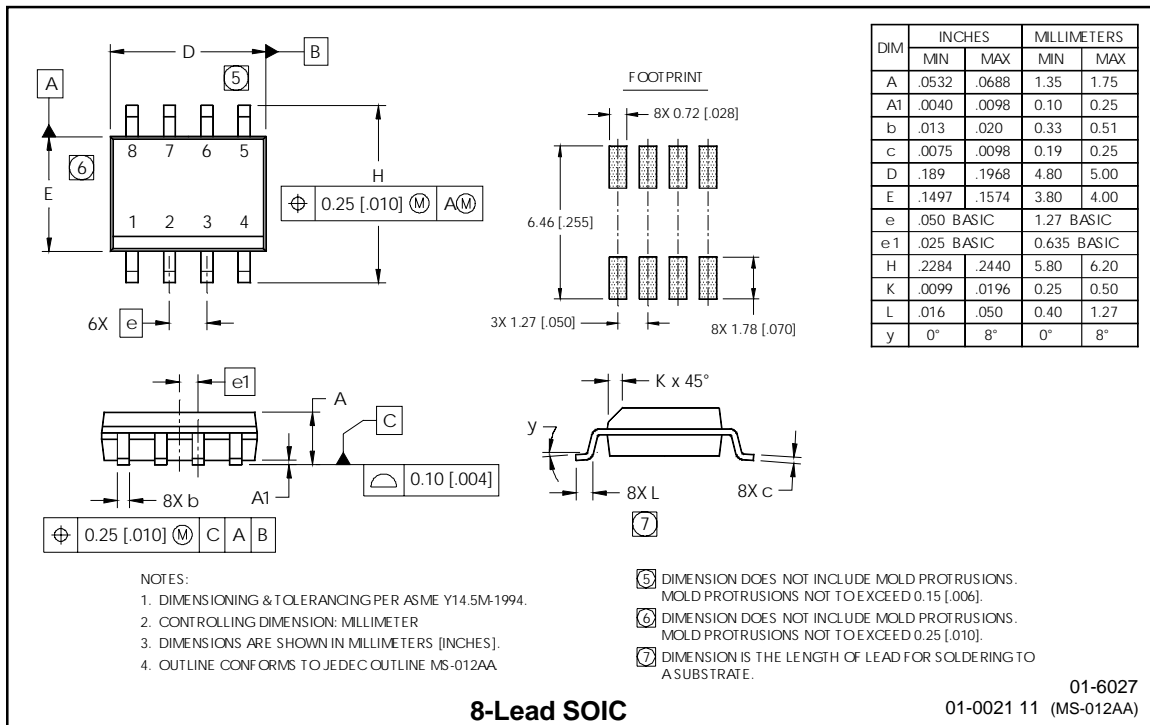 D
B
5
A
8 7 6 5
6
E
H
1 2 3 4
⌖ 0.25 [.010] Ⓜ AⓂ
6X e
FOOTPRINT
8X 0.72 [.028]
6.46 [.255]
3X 1.27 [.050]
8X 1.78 [.070]
DIM INCHES MILLIMETERS
MIN MAX MIN MAX
A .0532 .0688 1.35 1.75
A1 .0040 .0098 0.10 0.25
b .013 .020 0.33 0.51
c .0075 .0098 0.19 0.25
D .189 .1968 4.80 5.00
E .1497 .1574 3.80 4.00
e .050 BASIC 1.27 BASIC
e1 .025 BASIC 0.635 BASIC
H .2284 .2440 5.80 6.20
K .0099 .0196 0.25 0.50
L .016 .050 0.40 1.27
y 0° 8° 0° 8°
e1
A
C
8X b
A1
⌓ 0.10 [.004]
⌖ 0.25 [.010] Ⓜ C A B
K x 45°
y
8X L
8X c
7
NOTES:
1. DIMENSIONING & TOLERANCING PER ASME Y14.5M-1994.
2. CONTROLLING DIMENSION: MILLIMETER
3. DIMENSIONS ARE SHOWN IN MILLIMETERS [INCHES].
4. OUTLINE CONFORMS TO JEDEC OUTLINE MS-012AA.
5 DIMENSION DOES NOT INCLUDE MOLD PROTRUSIONS.
MOLD PROTRUSIONS NOT TO EXCEED 0.15 [.006].
6 DIMENSION DOES NOT INCLUDE MOLD PROTRUSIONS.
MOLD PROTRUSIONS NOT TO EXCEED 0.25 [.010].
7 DIMENSION IS THE LENGTH OF LEAD FOR SOLDERING TO
A SUBSTRATE.
8-Lead SOIC
01-6027
01-0021 11 (MS-012AA)